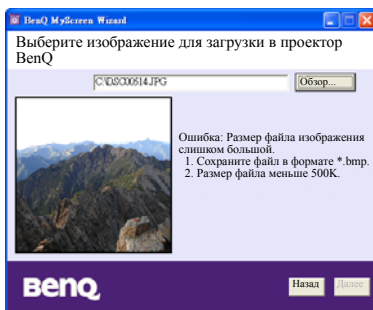 BenQ MyScreen Wizard
Выберите изображение для загрузки в проектор
BenQ
C:\DSC00514.JPG
Обзор...
Ошибка: Размер файла изображения
слишком большой.
1. Сохраните файл в формате *.bmp.
2. Размер файла меньше 500K.
BenQ
Назад
Далее